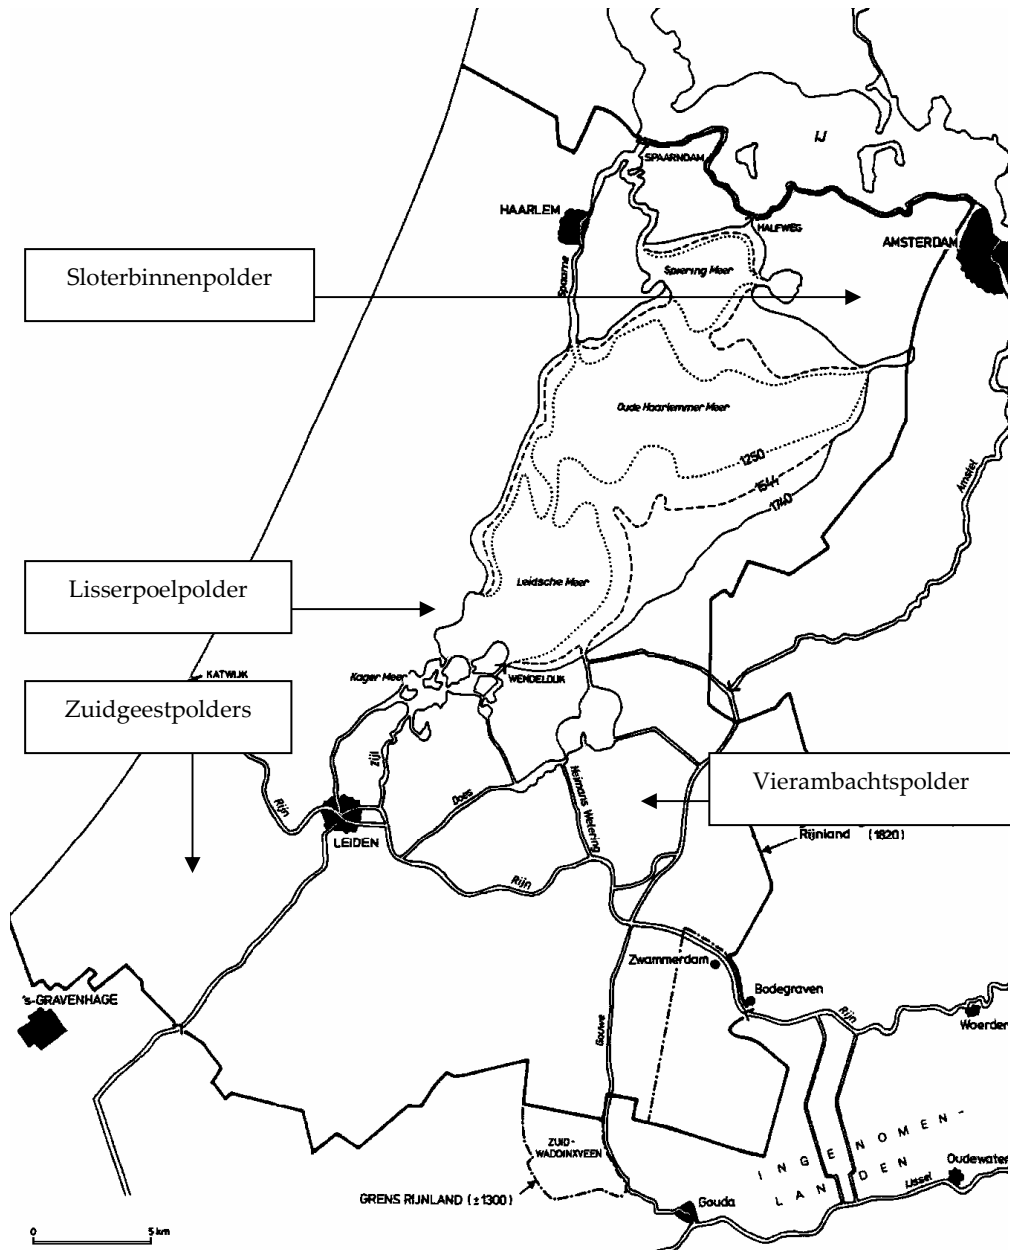 IJ
SPAARNDAM
HAARLEM
HALFWEG
AMSTERDAM
Sloterbinnenpolder
Spiering Meer
Spaarne
Oude Haarlemmer Meer
1250
1544
1740
Amstel
Lisserpoelpolder
Leidsche Meer
KATWIJK
Kager Meer
WENDELDIJK
Zuidgeestpolders
Zijl
Vierambachtspolder
Does
Heimans Wetering
Rijn
LEIDEN
Rijnland (1820)
Rijn
Zwammerdam
's-GRAVENHAGE
Bodegraven
Rijn
Woerden
Gouwe
ZUID-
WADDINXVEEN
INGENOMEN-
LANDEN
Oudewater
IJssel
GRENS RIJNLAND (±1300)
Gouda
0 5 km